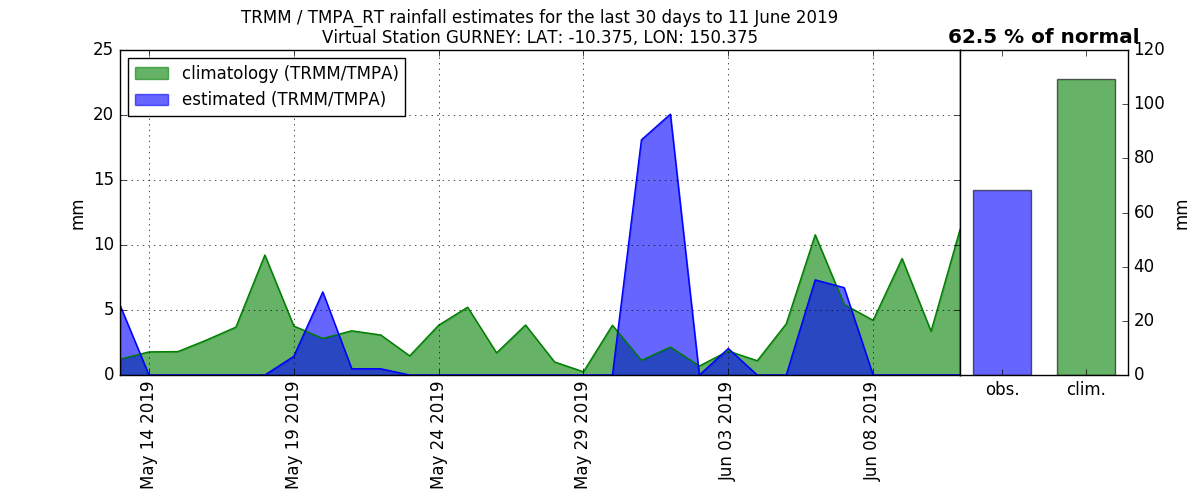 TRMM / TMPA_RT rainfall estimates for the last 30 days to 11 June 2019
Virtual Station GURNEY: LAT: -10.375, LON: 150.375
62.5 % of normal
climatology (TRMM/TMPA)
estimated (TRMM/TMPA)
25
20
15
10
5
0
mm
May 14 2019
May 19 2019
May 24 2019
May 29 2019
Jun 03 2019
Jun 08 2019
obs.
clim.
120
100
80
60
40
20
0
mm